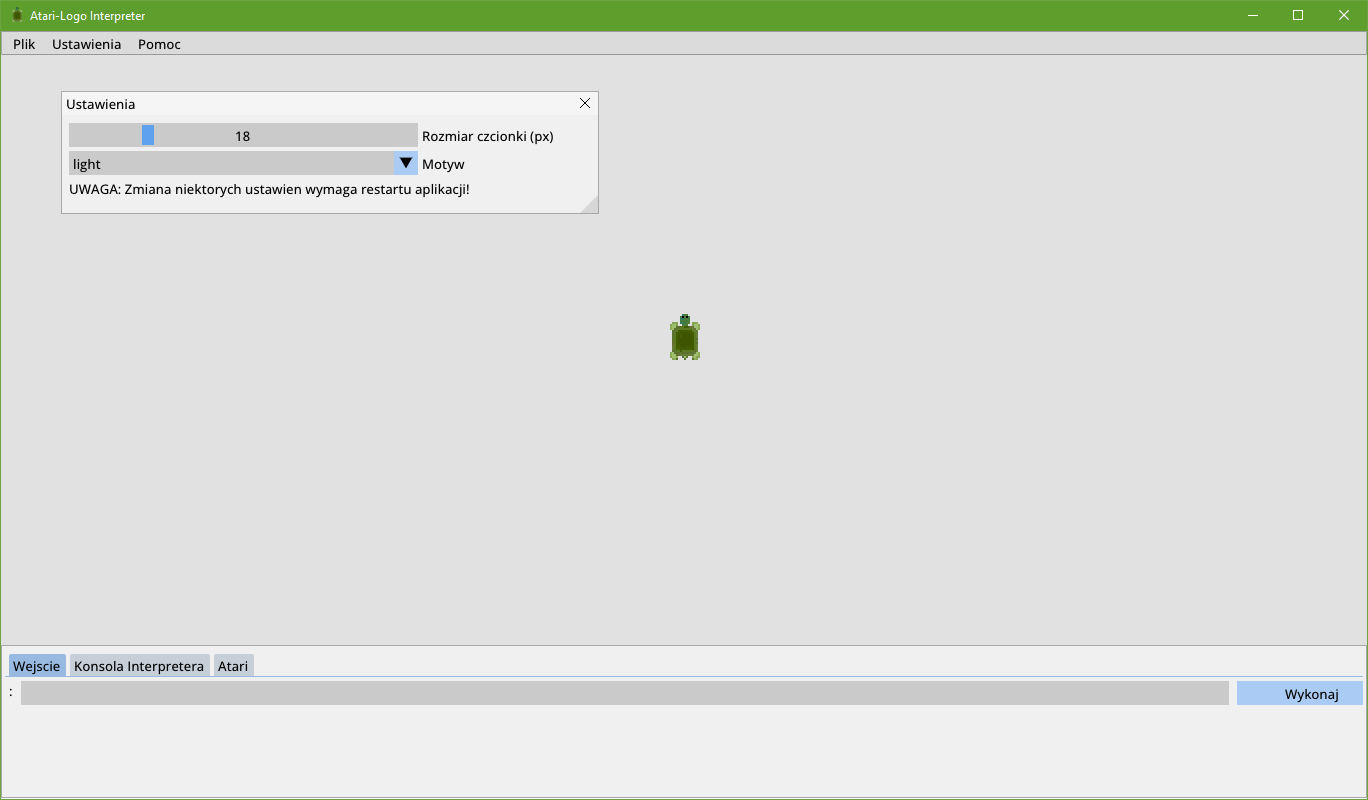 Atari-Logo Interpreter
Plik Ustawienia Pomoc
Ustawienia
18 Rozmiar czcionki (px)
light Motyw
UWAGA: Zmiana niektorych ustawien wymaga restartu aplikacji!
Wejscie Konsola Interpretera Atari
: Wykonaj